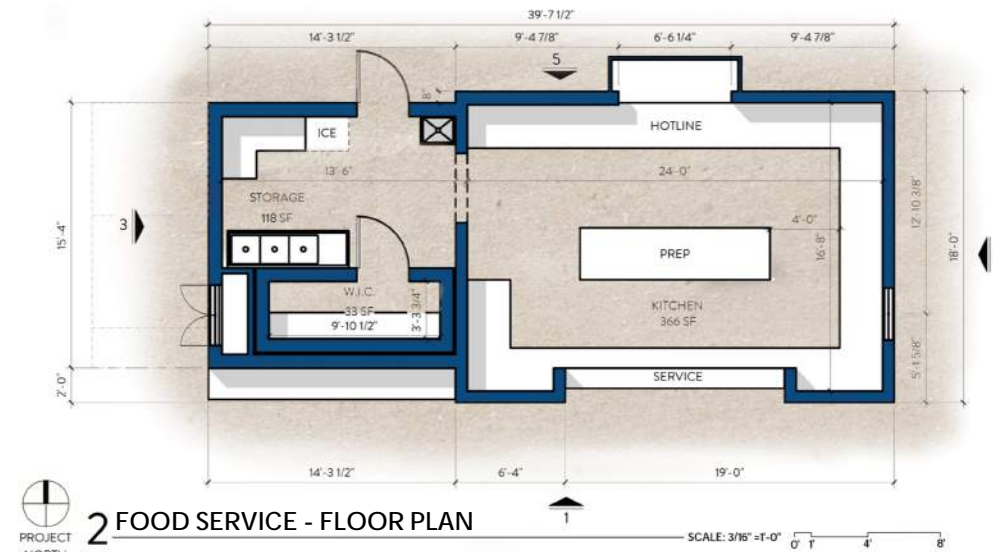 39'-7 1/2"
14'-3 1/2"
9'-4 7/8"
6'-6 1/4"
9'-4 7/8"
5
8"
ICE
HOTLINE
13'-6"
24'-0"
STORAGE
118 SF
3
15'-4"
4'-0"
12'-10 3/8"
18'-0"
16'-8"
PREP
W.I.C.
33 SF
9'-10 1/2"
3'-3 3/4"
KITCHEN
366 SF
5'-1 5/8"
2'-0"
SERVICE
14'-3 1/2"
6'-4"
19'-0"
1
PROJECT
NORTH
2 FOOD SERVICE - FLOOR PLAN
SCALE: 3/16" =1'-0"
0' 1' 4' 8'